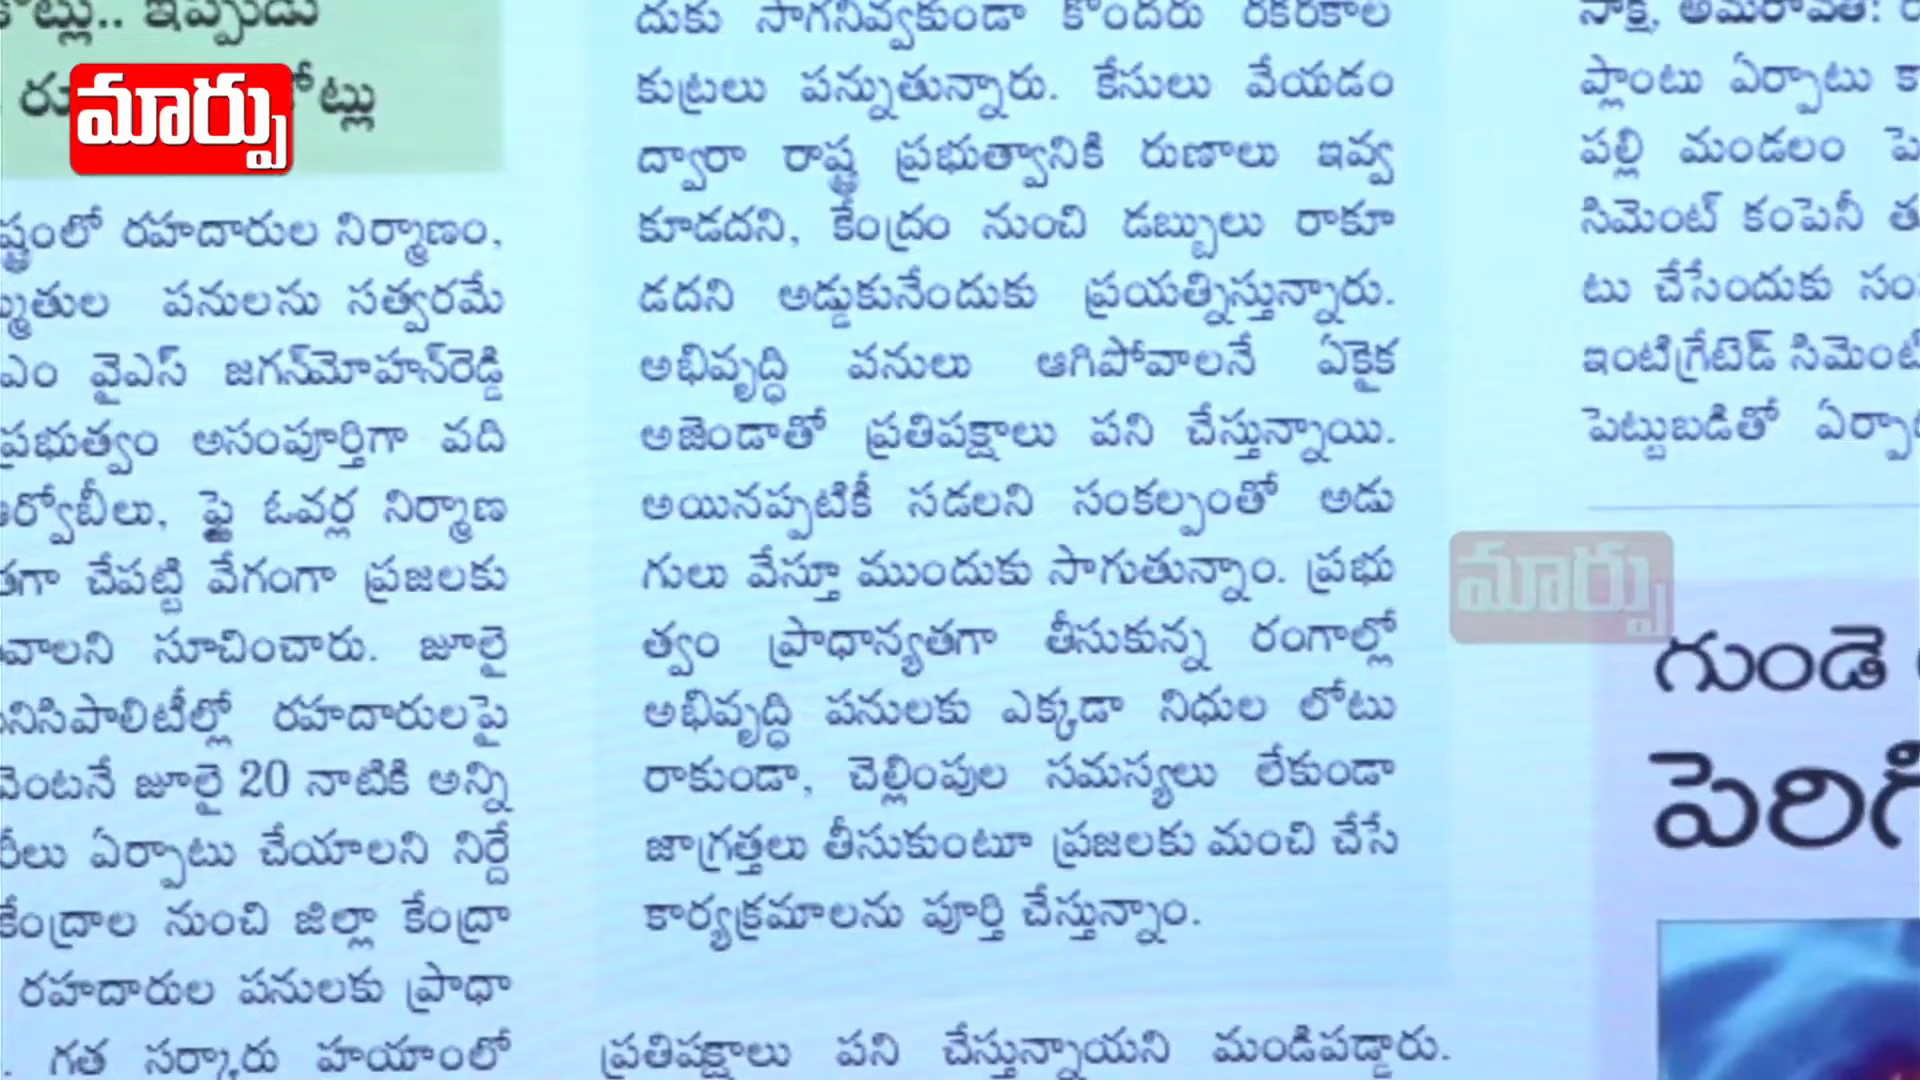 కోట్లు.. ఇప్పుడు
రు కోట్లు
మార్పు
ష్ట్రంలో రహదారుల నిర్మాణం,
మ్మతుల పనులను సత్వరమే
ఎం వైఎస్ జగన్‌మోహన్‌రెడ్డి
ప్రభుత్వం అసంపూర్తిగా వది
ఆర్వోబీలు, ఫ్లై ఓవర్ల నిర్మాణ
తగా చేపట్టి వేగంగా ప్రజలకు
వాలని సూచించారు. జూలై
నిసిపాలిటీల్లో రహదారులపై
వెంటనే జూలై 20 నాటికి అన్ని
రీలు ఏర్పాటు చేయాలని నిర్దే
కేంద్రాల నుంచి జిల్లా కేంద్రా
రహదారుల పనులకు ప్రాధా
. గత సర్కారు హయాంలో
దుకు సాగనివ్వకుండా కొందరు రకరకాల
కుట్రలు పన్నుతున్నారు. కేసులు వేయడం
ద్వారా రాష్ట్ర ప్రభుత్వానికి రుణాలు ఇవ్వ
కూడదని, కేంద్రం నుంచి డబ్బులు రాకూ
డదని అడ్డుకునేందుకు ప్రయత్నిస్తున్నారు.
అభివృద్ధి పనులు ఆగిపోవాలనే ఏకైక
అజెండాతో ప్రతిపక్షాలు పని చేస్తున్నాయి.
అయినప్పటికీ సడలని సంకల్పంతో అడు
గులు వేస్తూ ముందుకు సాగుతున్నాం. ప్రభు
త్వం ప్రాధాన్యతగా తీసుకున్న రంగాల్లో
అభివృద్ధి పనులకు ఎక్కడా నిధుల లోటు
రాకుండా, చెల్లింపుల సమస్యలు లేకుండా
జాగ్రత్తలు తీసుకుంటూ ప్రజలకు మంచి చేసే
కార్యక్రమాలను పూర్తి చేస్తున్నాం.
ప్రతిపక్షాలు పని చేస్తున్నాయని మండిపడ్డారు.
సాక్షి, అమరావతి:
ప్లాంటు ఏర్పాటు కా
పల్లి మండలం పె
సిమెంట్ కంపెనీ త
టు చేసేందుకు సం
ఇంటిగ్రేటెడ్ సిమెంట్
పెట్టుబడితో ఏర్పా
మార్పు
గుండె
పెరిగి